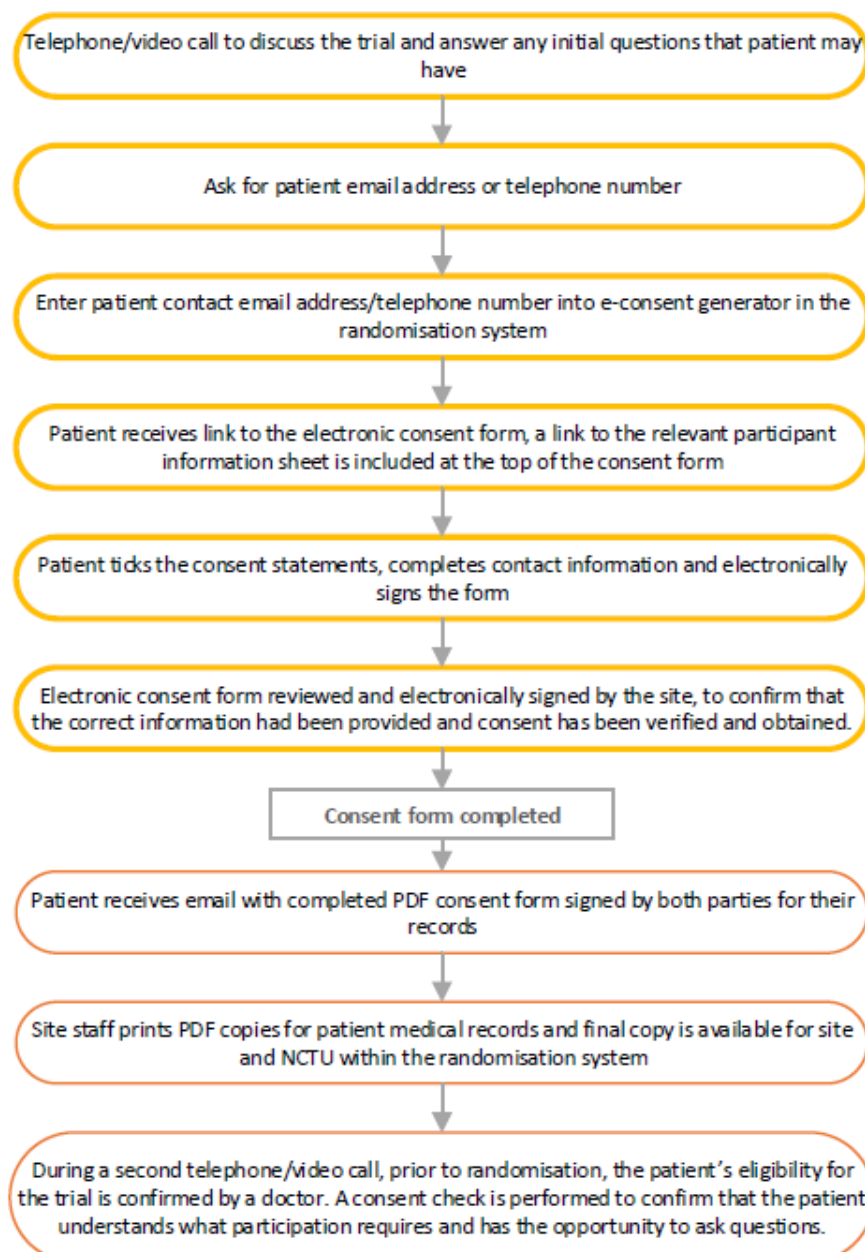 Telephone/video call to discuss the trial and answer any initial questions that patient may
have
Ask for patient email address or telephone number
Enter patient contact email address/telephone number into e-consent generator in the
randomisation system
Patient receives link to the electronic consent form, a link to the relevant participant
information sheet is included at the top of the consent form
Patient ticks the consent statements, completes contact information and electronically
signs the form
Electronic consent form reviewed and electronically signed by the site, to confirm that
the correct information had been provided and consent has been verified and obtained.
Consent form completed
Patient receives email with completed PDF consent form signed by both parties for their
records
Site staff prints PDF copies for patient medical records and final copy is available for site
and NCTU within the randomisation system
During a second telephone/video call, prior to randomisation, the patient's eligibility for
the trial is confirmed by a doctor. A consent check is performed to confirm that the patient
understands what participation requires and has the opportunity to ask questions.